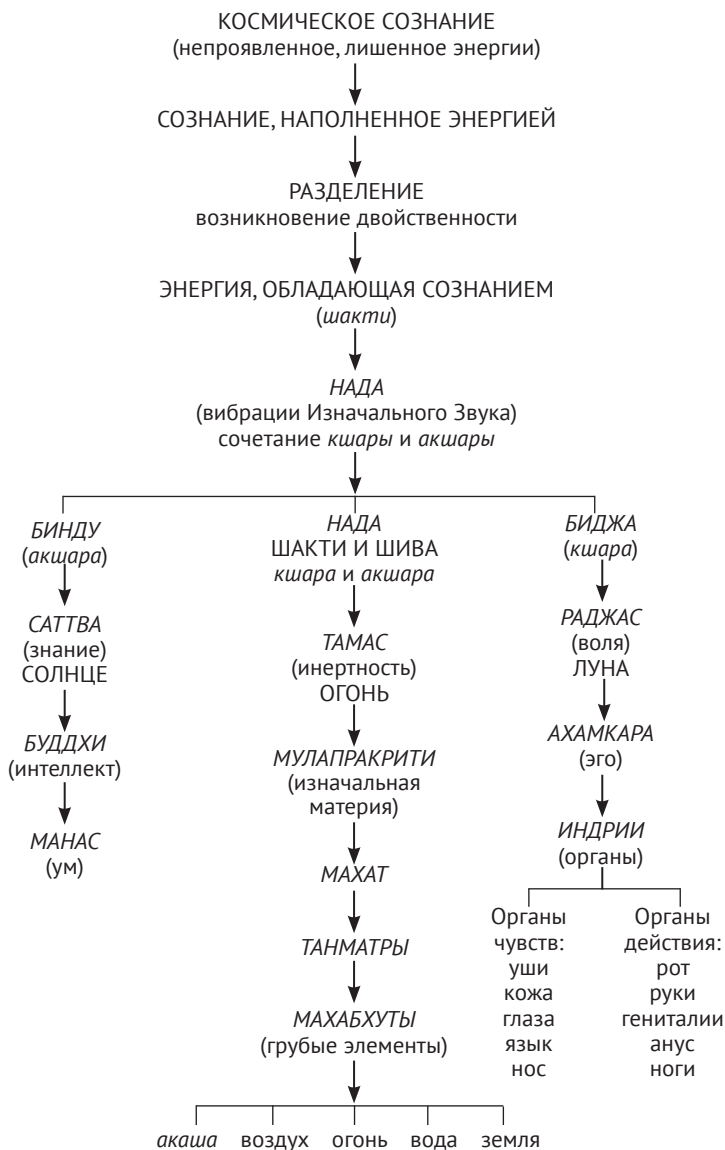 КОСМИЧЕСКОЕ СОЗНАНИЕ
(непроявленное, лишенное энергии)
СОЗНАНИЕ, НАПОЛНЕННОЕ ЭНЕРГИЕЙ
РАЗДЕЛЕНИЕ
возникновение двойственности
ЭНЕРГИЯ, ОБЛАДАЮЩАЯ СОЗНАНИЕМ
(шакти)
НАДА
(вибрации Изначального Звука)
сочетание кшары и акшары
БИНДУ
(акшара)
САТТВА
(знание)
СОЛНЦЕ
БУДДХИ
(интеллект)
МАНАС
(ум)
НАДА
ШАКТИ И ШИВА
кшара и акшара
ТАМАС
(инертность)
ОГОНЬ
МУЛАПРАКРИТИ
(изначальная
материя)
МАХАТ
ТАНМАТРЫ
МАХАБХУТЫ
(грубые элементы)
акаша воздух огонь вода земля
БИДЖА
(кшара)
РАДЖАС
(воля)
ЛУНА
АХАМКАРА
(эго)
ИНДРИИ
(органы)
Органы
чувств:
уши
кожа
глаза
язык
нос
Органы
действия:
рот
руки
гениталии
анус
ноги